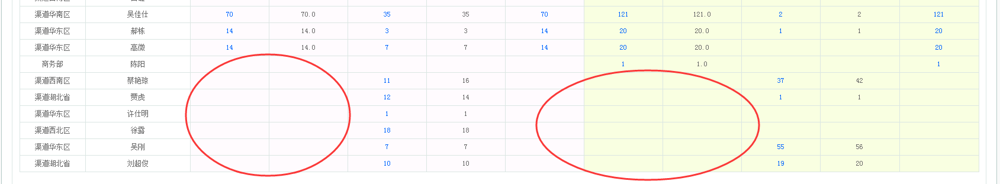 渠道华南区 吴佳仕 70 70.0 35 35 70 121 121.0 2 2 121
渠道华东区 郝栋 14 14.0 3 3 14 20 20.0 1 1 20
渠道华东区 高微 14 14.0 7 7 14 20 20.0 20
商务部 陈阳 1 1.0 1
渠道西南区 蔡艳琼 11 16 37 42
渠道湖北省 贾虎 12 14 1 1
渠道华东区 许仕明 1 1
渠道西北区 徐露 18 18
渠道华东区 吴刚 7 7 55 56
渠道湖北省 刘超俊 10 10 19 20